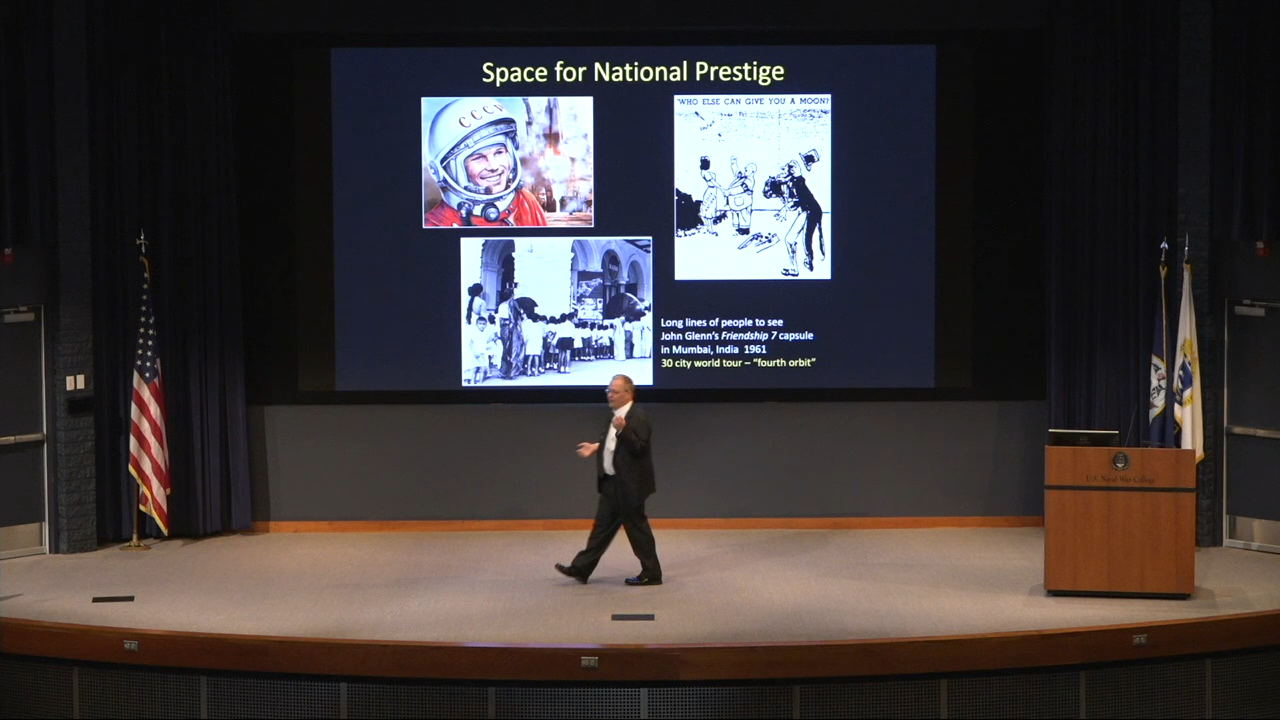 Space for National Prestige
CCCP
"WHO ELSE CAN GIVE YOU A MOON?"
Long lines of people to see
John Glenn's Friendship 7 capsule
in Mumbai, India 1961
30 city world tour – "fourth orbit"
U.S. Naval War College